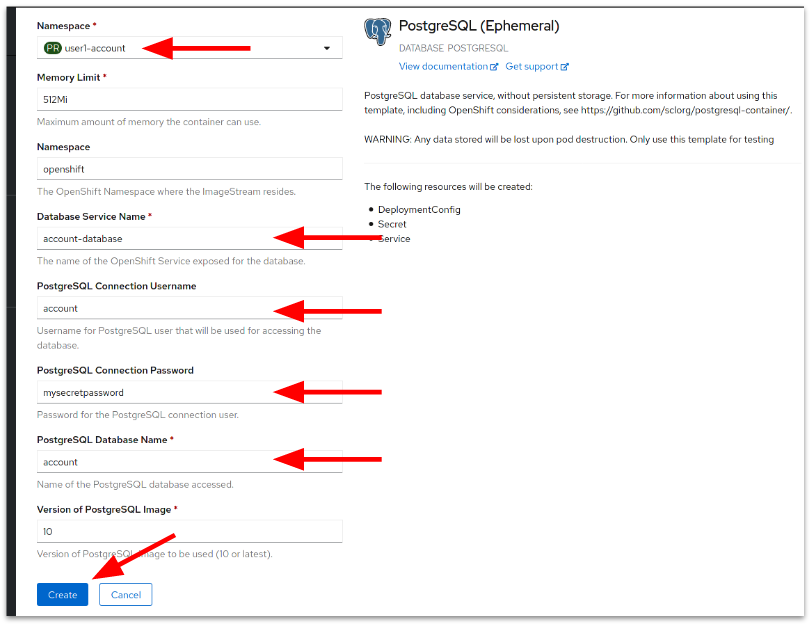 Namespace *
PR user1-account
Memory Limit *
512Mi
Maximum amount of memory the container can use.
Namespace
openshift
The OpenShift Namespace where the ImageStream resides.
Database Service Name *
account-database
The name of the OpenShift Service exposed for the database.
PostgreSQL Connection Username
account
Username for PostgreSQL user that will be used for accessing the
database.
PostgreSQL Connection Password
mysecretpassword
Password for the PostgreSQL connection user.
PostgreSQL Database Name *
account
Name of the PostgreSQL database accessed.
Version of PostgreSQL Image *
10
Version of PostgreSQL Image to be used (10 or latest).
Create
Cancel
PostgreSQL (Ephemeral)
DATABASE POSTGRESQL
View documentation Get support
PostgreSQL database service, without persistent storage. For more information about using this
template, including OpenShift considerations, see https://github.com/sclorg/postgresql-container/.
WARNING: Any data stored will be lost upon pod destruction. Only use this template for testing
The following resources will be created:
• DeploymentConfig
• Secret
• Service